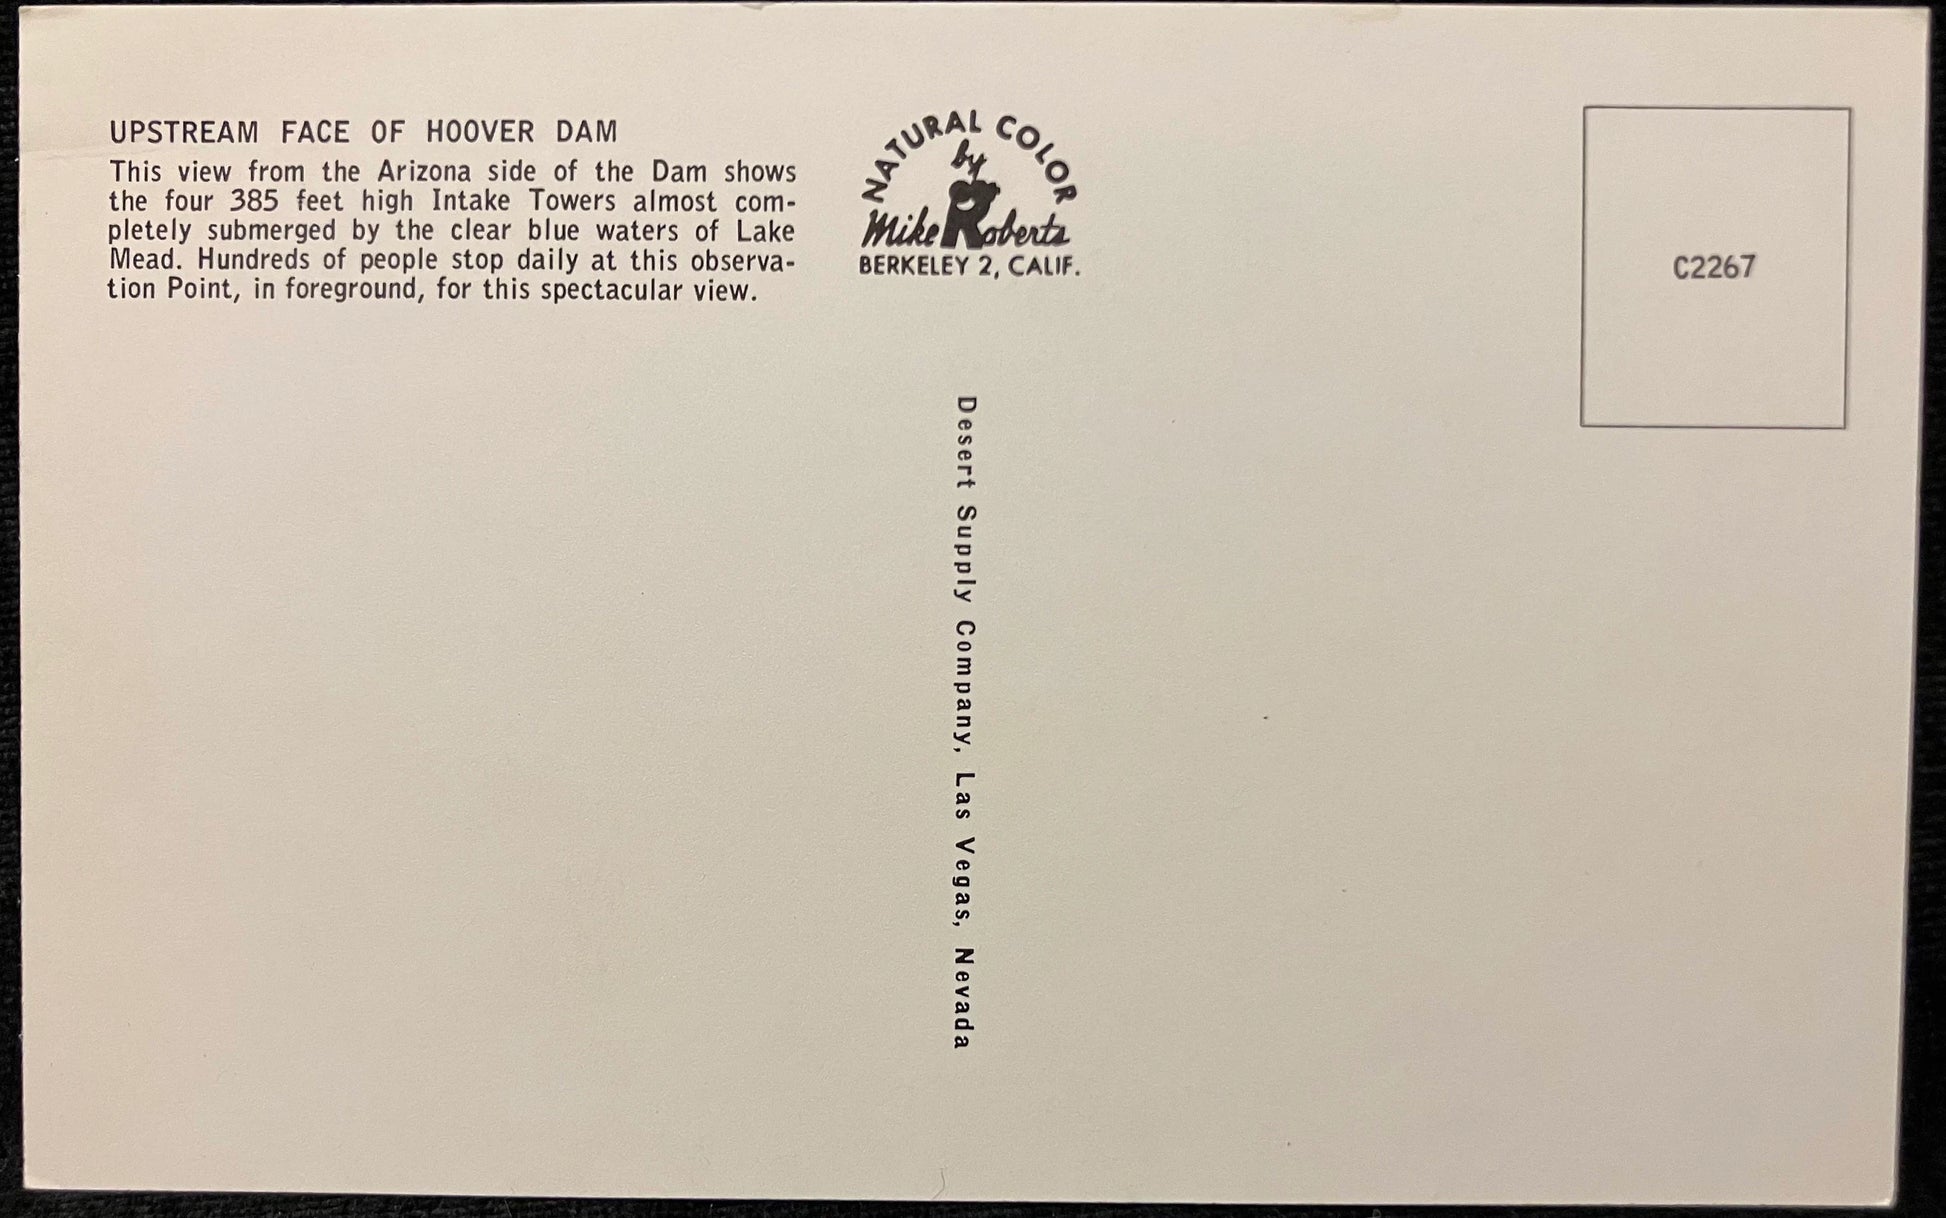 UPSTREAM FACE OF HOOVER DAM
This view from the Arizona side of the Dam shows
the four 385 feet high Intake Towers almost com-
pletely submerged by the clear blue waters of Lake
Mead. Hundreds of people stop daily at this observa-
tion Point, in foreground, for this spectacular view.
NATURAL COLOR
by
Mike Roberts
BERKELEY 2, CALIF.
C2267
Desert Supply Company, Las Vegas, Nevada